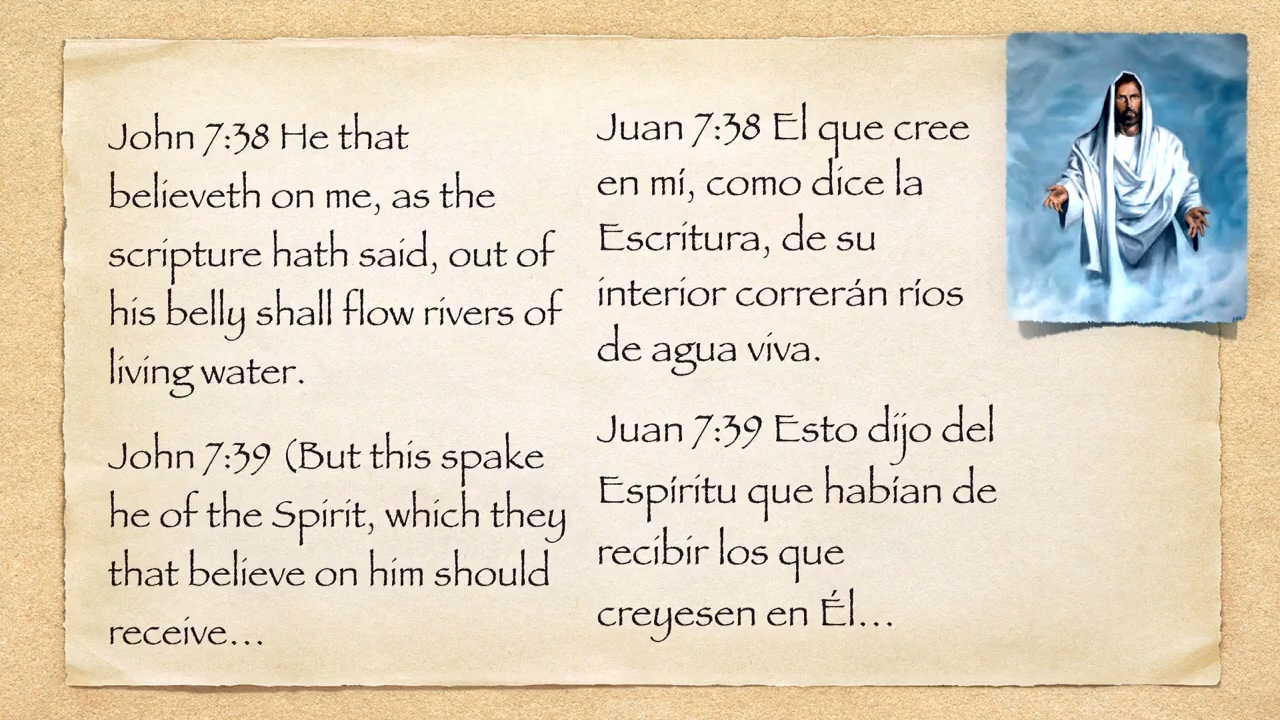 John 7:38 He that
believeth on me, as the
scripture hath said, out of
his belly shall flow rivers of
living water.
John 7:39 (But this spake
he of the Spirit, which they
that believe on him should
receive...
Juan 7:38 El que cree
en mí, como dice la
Escritura, de su
interior correrán ríos
de agua viva.
Juan 7:39 Esto dijo del
Espíritu que habían de
recibir los que
creyesen en Él...